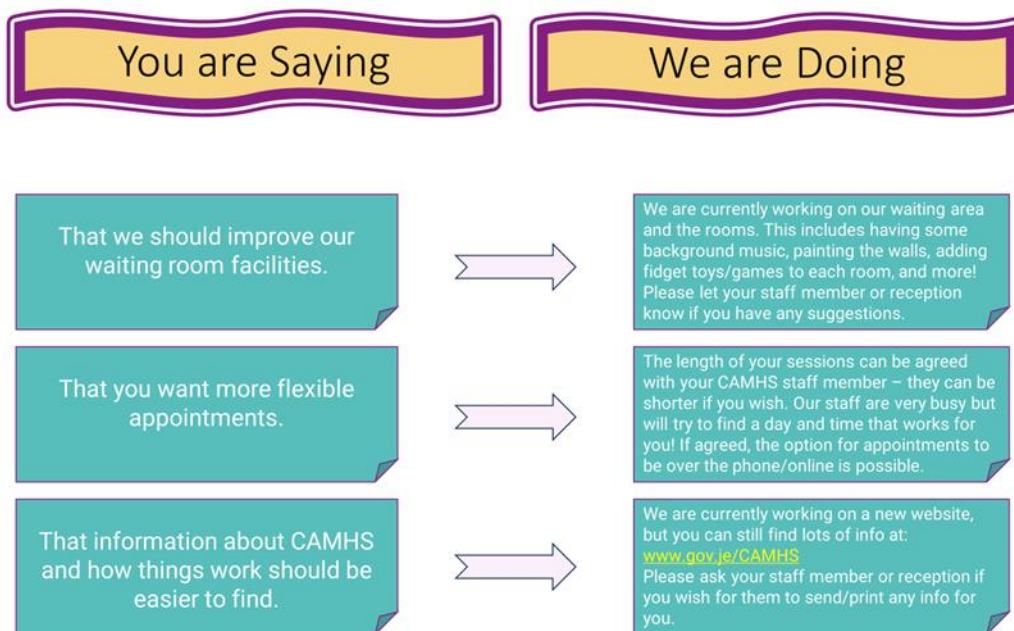 You are Saying
We are Doing
That we should improve our
waiting room facilities.
We are currently working on our waiting area
and the rooms. This includes having some
background music, painting the walls, adding
fidget toys/games to each room, and more!
Please let your staff member or reception
know if you have any suggestions.
That you want more flexible
appointments.
The length of your sessions can be agreed
with your CAMHS staff member – they can be
shorter if you wish. Our staff are very busy but
will try to find a day and time that works for
you! If agreed, the option for appointments to
be over the phone/online is possible.
That information about CAMHS
and how things work should be
easier to find.
We are currently working on a new website,
but you can still find lots of info at:
www.gov.je/CAMHS
Please ask your staff member or reception if
you wish for them to send/print any info for
you.